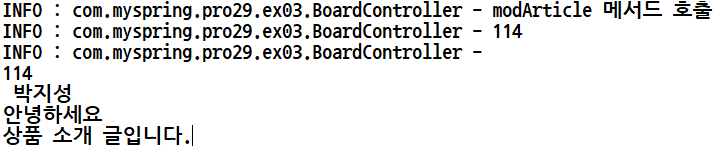 INFO : com.myspring.pro29.ex03.BoardController - modArticle 메서드 호출
INFO : com.myspring.pro29.ex03.BoardController - 114
INFO : com.myspring.pro29.ex03.BoardController -
114
박지성
안녕하세요
상품 소개 글입니다.